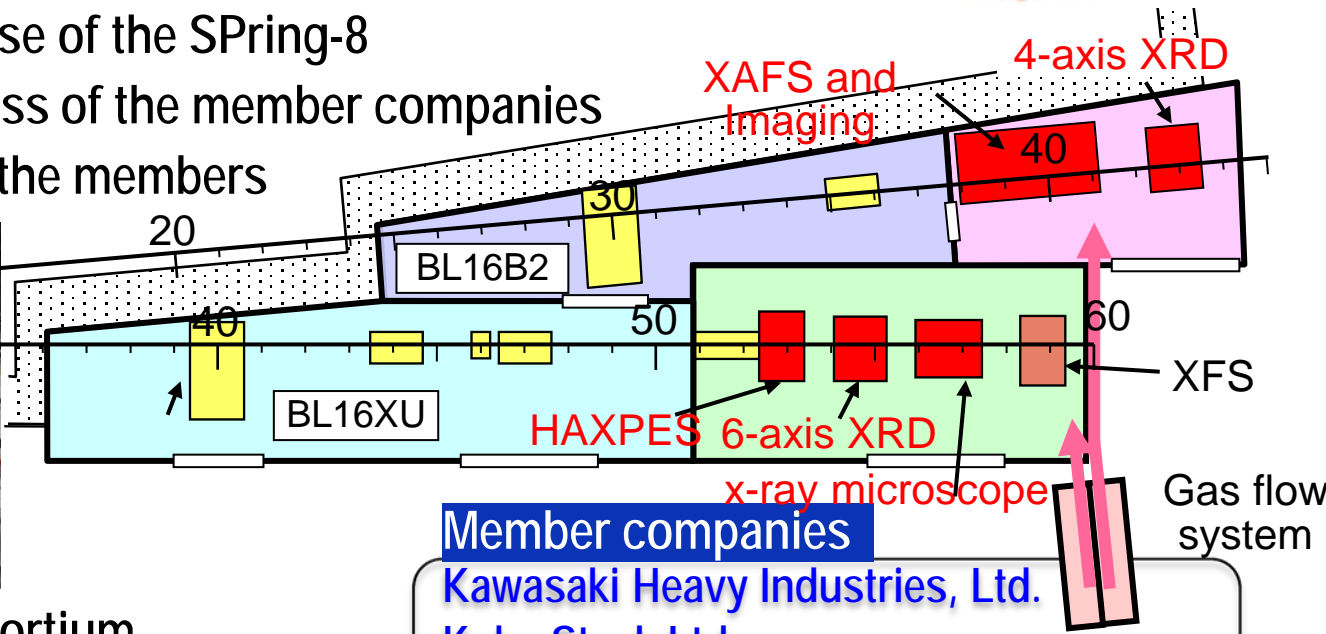 se of the SPring-8
ss of the member companies
the members
XAFS and
Imaging
4-axis XRD
20
30
40
BL16B2
40
50
60
BL16XU
HAXPES
6-axis XRD
x-ray microscope
XFS
Gas flow
system
Member companies
Kawasaki Heavy Industries, Ltd.